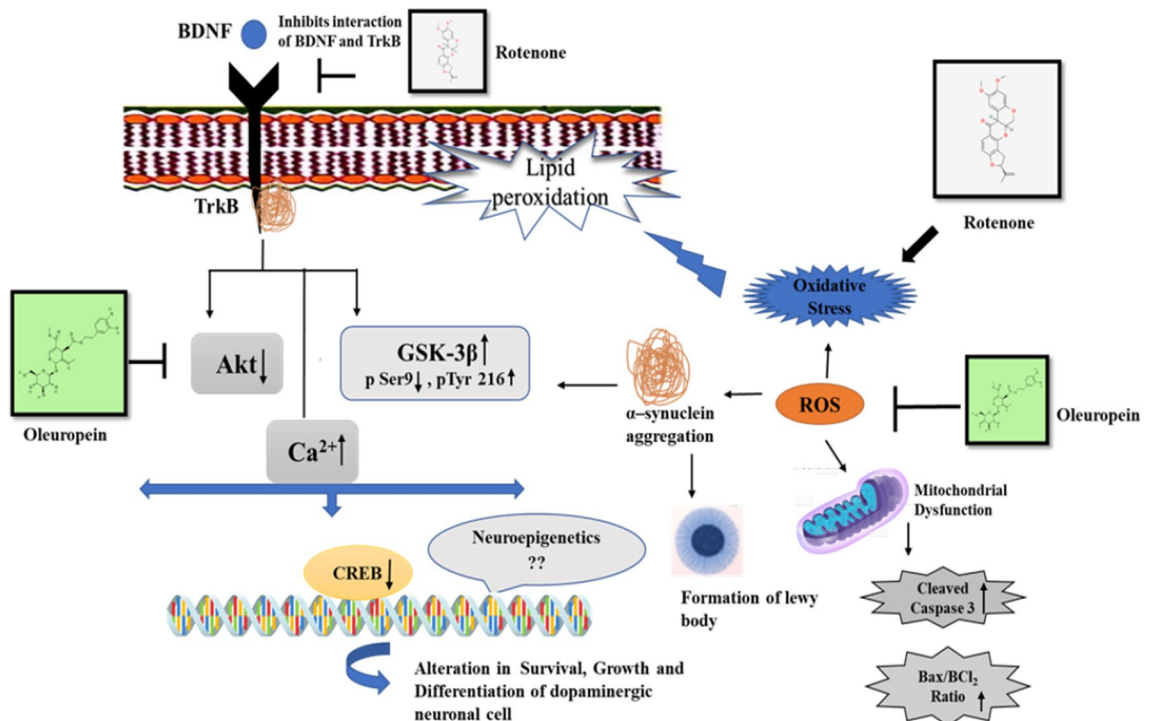 BDNF
Inhibits interaction
of BDNF and TrkB
Rotenone
Lipid
peroxidation
TrkB
Rotenone
Oxidative
Stress
Oleuropein
Akt↓
GSK-3β↑
p Ser9↓ , pTyr 216↑
Ca²⁺↑
α–synuclein
aggregation
ROS
Oleuropein
Mitochondrial
Dysfunction
Neuroepigenetics
??
CREB↓
Formation of lewy
body
Cleaved
Caspase 3↑
Bax/BCl₂
Ratio ↑
Alteration in Survival, Growth and
Differentiation of dopaminergic
neuronal cell